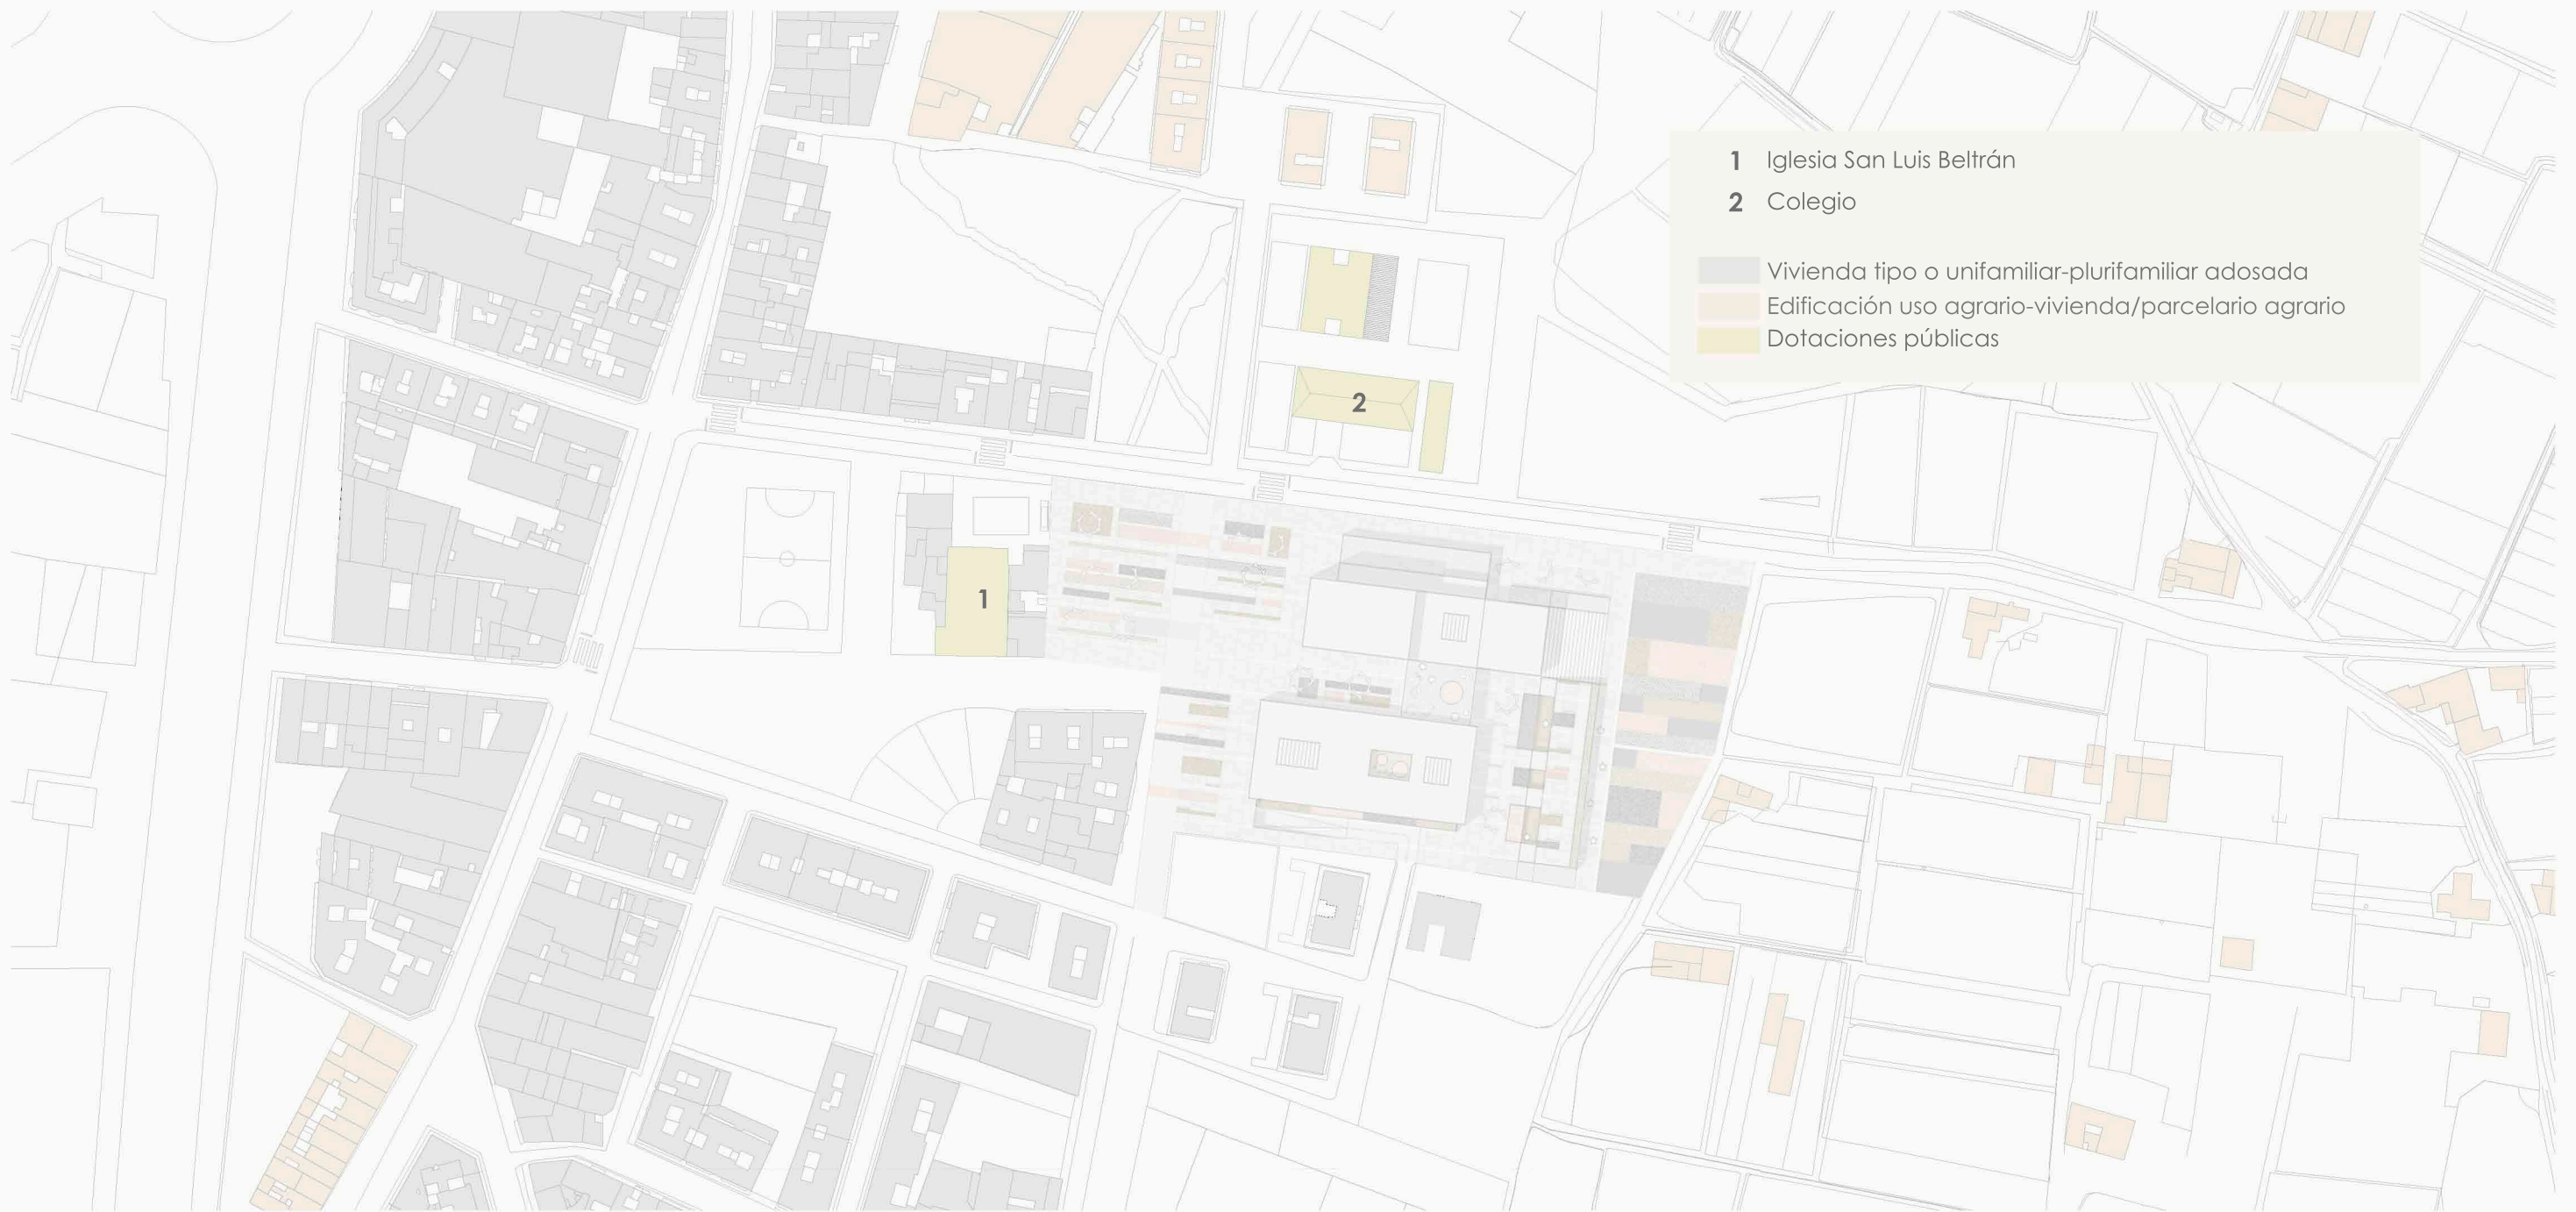 1 Iglesia San Luis Beltrán
2 Colegio
Vivienda tipo o unifamiliar-plurifamiliar adosada
Edificación uso agrario-vivienda/parcelario agrario
Dotaciones públicas
2
1